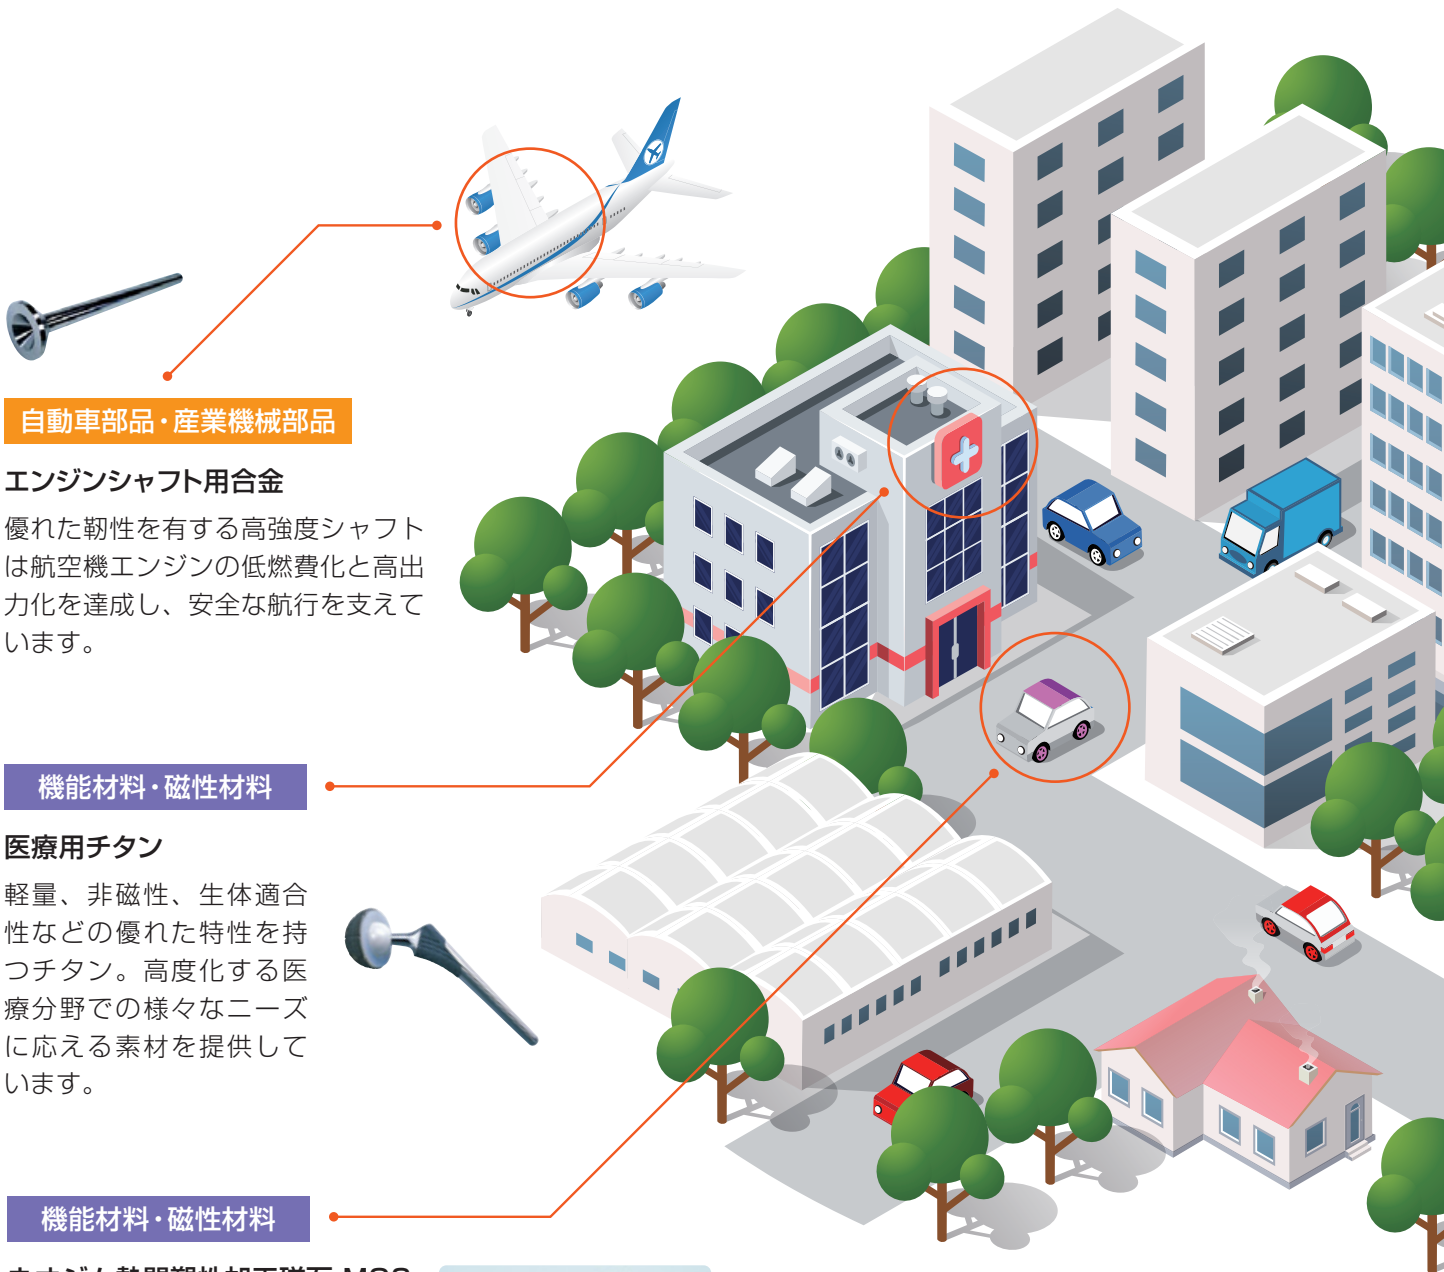 自動車部品・産業機械部品
エンジンシャフト用合金
優れた靭性を有する高強度シャフト
は航空機エンジンの低燃費化と高出
力化を達成し、安全な航行を支えて
います。
機能材料・磁性材料
医療用チタン
軽量、非磁性、生体適合
性などの優れた特性を持
つチタン。高度化する医
療分野での様々なニーズ
に応える素材を提供して
います。
機能材料・磁性材料